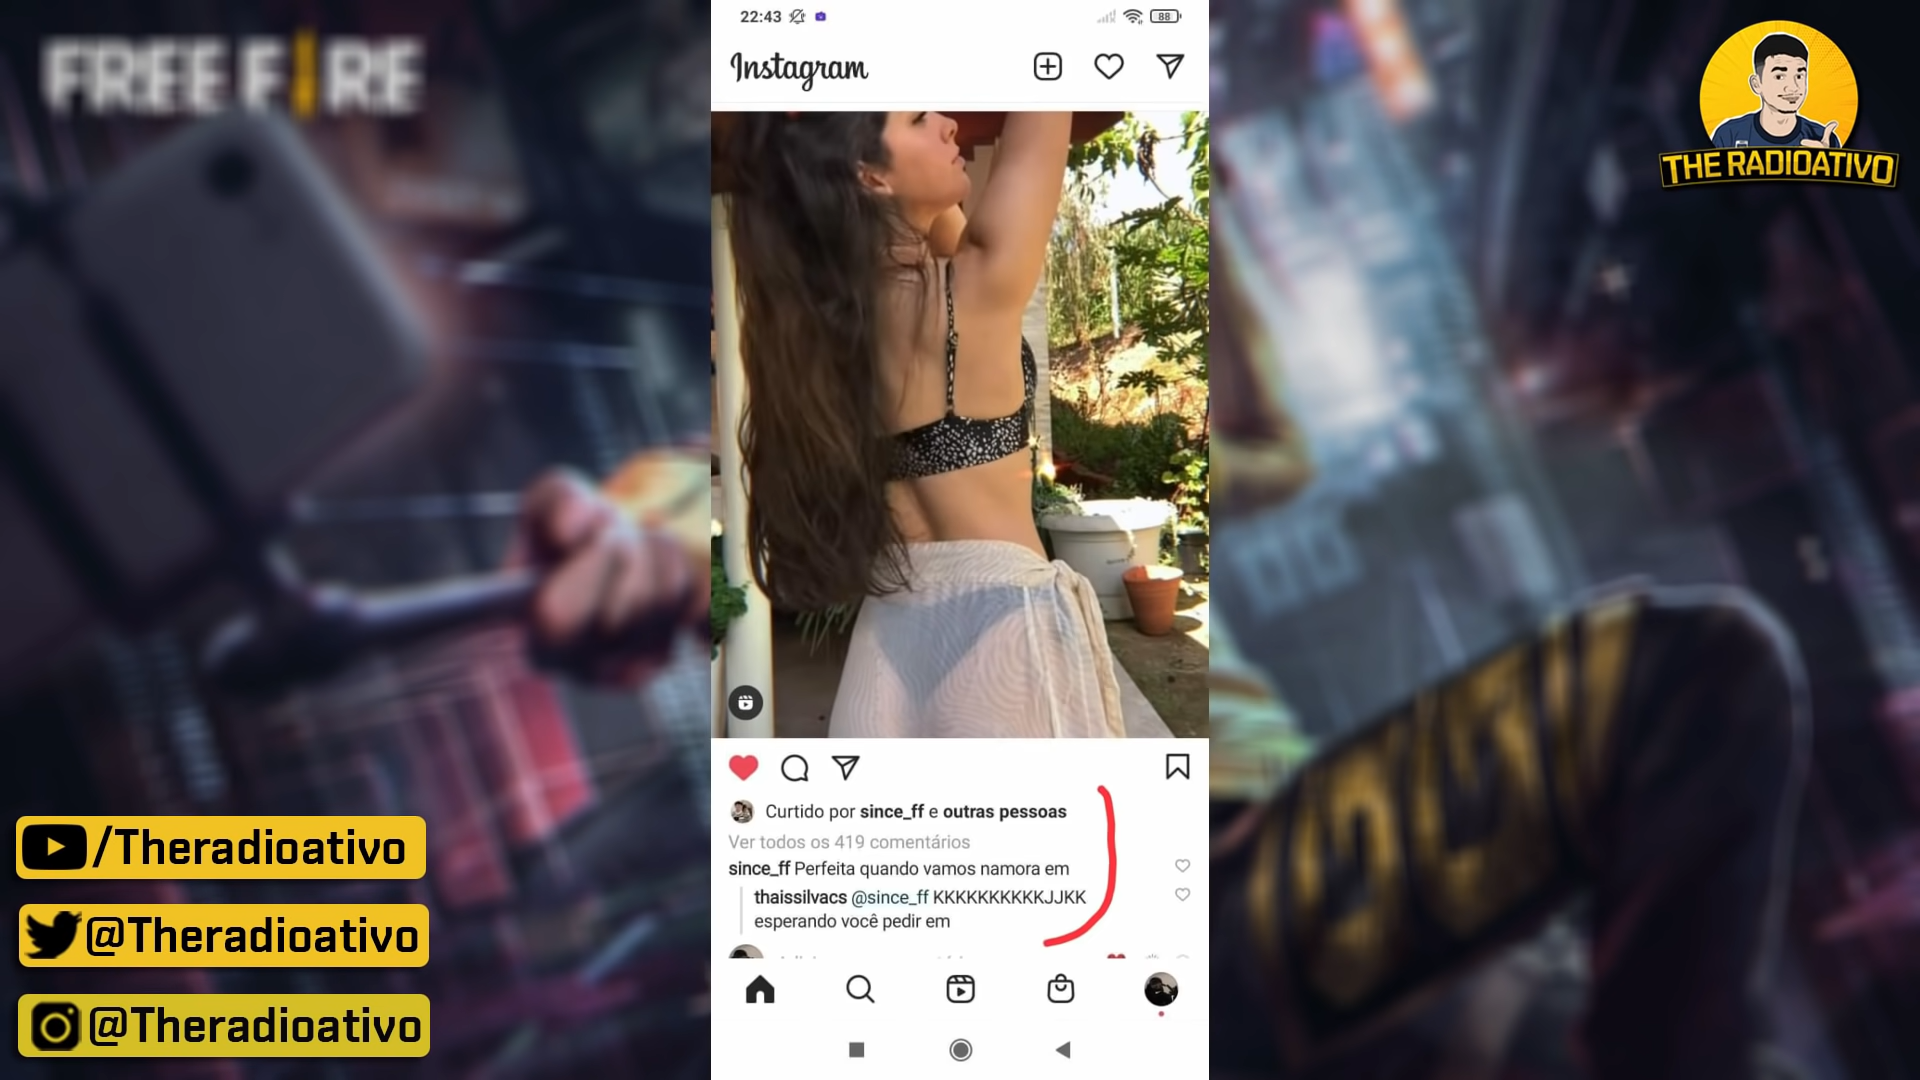 FREE FIRE
22:43
88
Instagram
THE RADIOATIVO
Curtido por since_ff e outras pessoas
Ver todos os 419 comentários
since_ff Perfeita quando vamos namora em
thaissilvacs @since_ff KKKKKKKKKKJJKK
esperando você pedir em
/Theradioativo
@Theradioativo
@Theradioativo